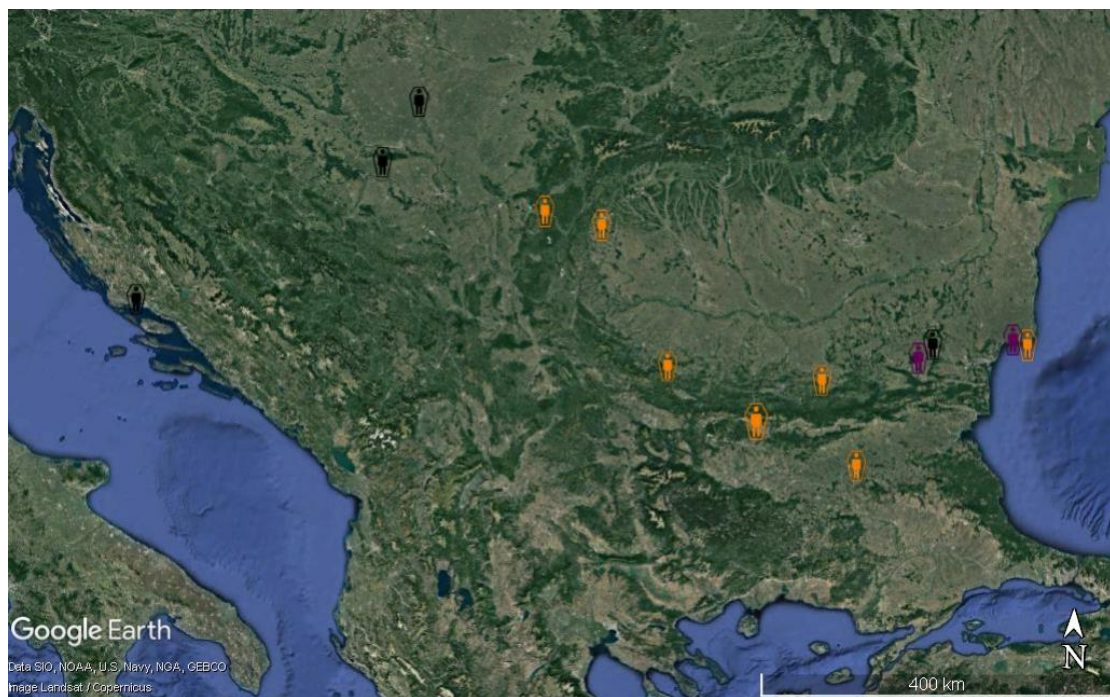 Google Earth
Data SIO, NOAA, U.S. Navy, NGA, GEBCO
Image Landsat / Copernicus
400 km
N